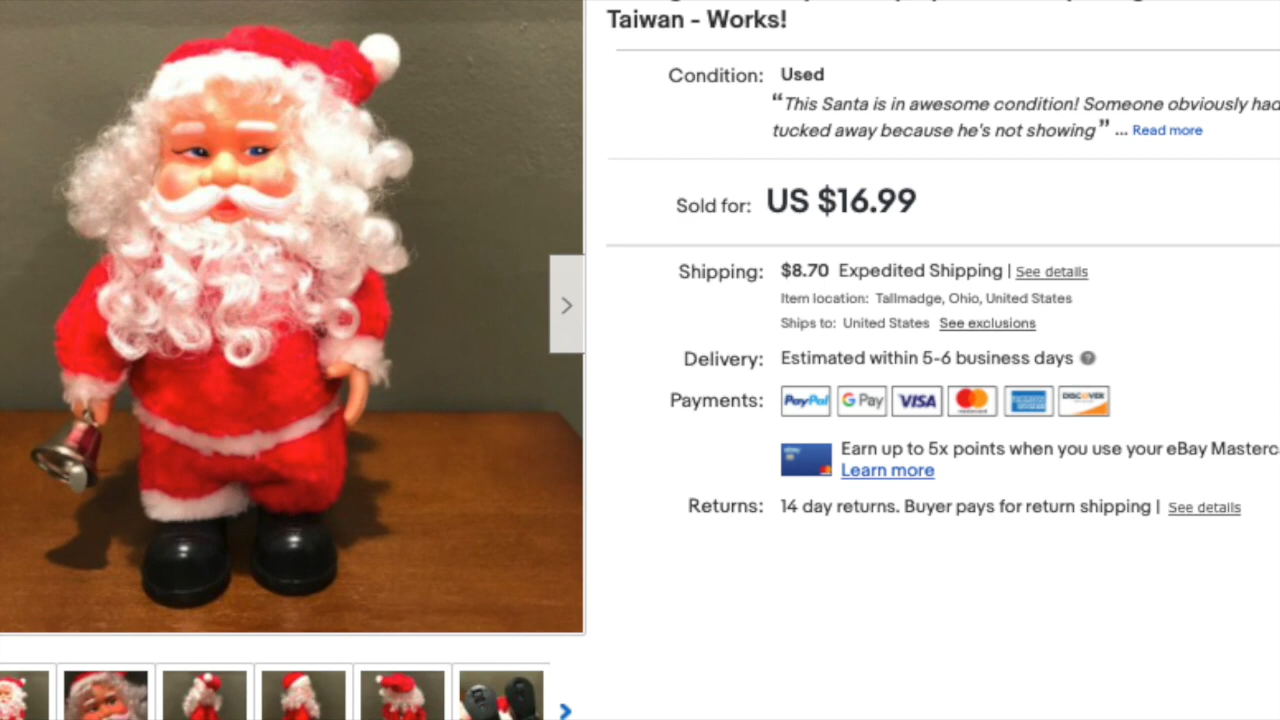 Taiwan - Works!
Condition: Used
“This Santa is in awesome condition! Someone obviously had
tucked away because he's not showing” ... Read more
Sold for: US $16.99
Shipping: $8.70 Expedited Shipping | See details
Item location: Tallmadge, Ohio, United States
Ships to: United States See exclusions
Delivery: Estimated within 5-6 business days ?
Payments: PayPal G Pay VISA mastercard AMERICAN EXPRESS DISCOVER
Earn up to 5x points when you use your eBay Masterc
Learn more
Returns: 14 day returns. Buyer pays for return shipping | See details